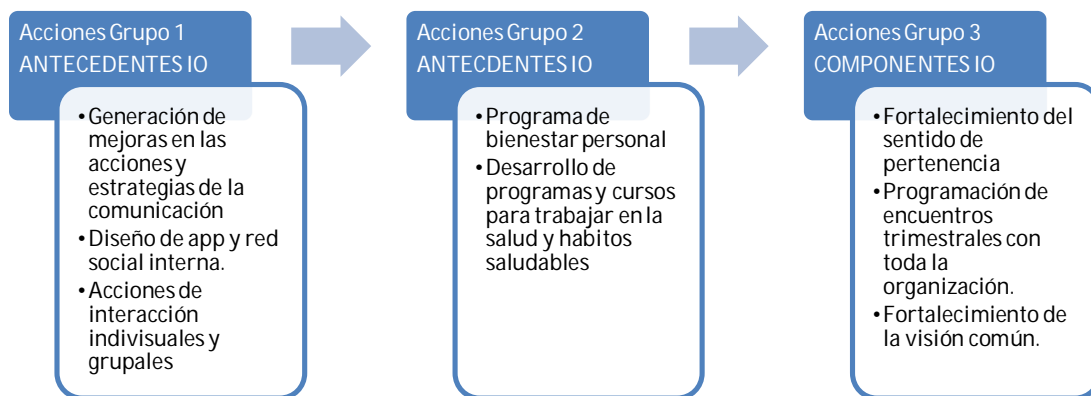 Acciones Grupo 1
ANTECEDENTES IO
• Generación de
mejoras en las
acciones y
estrategias de la
comunicación
• Diseño de app y red
social interna.
• Acciones de
interacción
indivisuales y
grupales
Acciones Grupo 2
ANTECDENTES IO
• Programa de
bienestar personal
• Desarrollo de
programas y cursos
para trabajar en la
salud y habitos
saludables
Acciones Grupo 3
COMPONENTES IO
• Fortalecimiento del
sentido de
pertenencia
• Programación de
encuentros
trimestrales con
toda la
organización.
• Fortalecimiento de
la visión común.